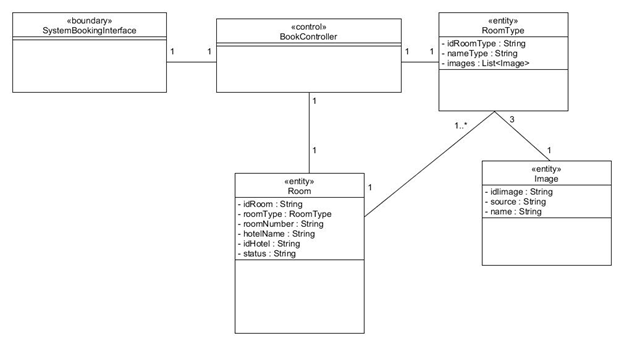 «boundary»
SystemBookingInterface
1
1
«control»
BookController
1
1
«entity»
RoomType
- idRoomType : String
- nameType : String
- images : List<Image>
1
1
1..*
1
3
1
«entity»
Room
- idRoom : String
- roomType : RoomType
- roomNumber : String
- hotelName : String
- idHotel : String
- status : String
«entity»
Image
- idIimage : String
- source : String
- name : String